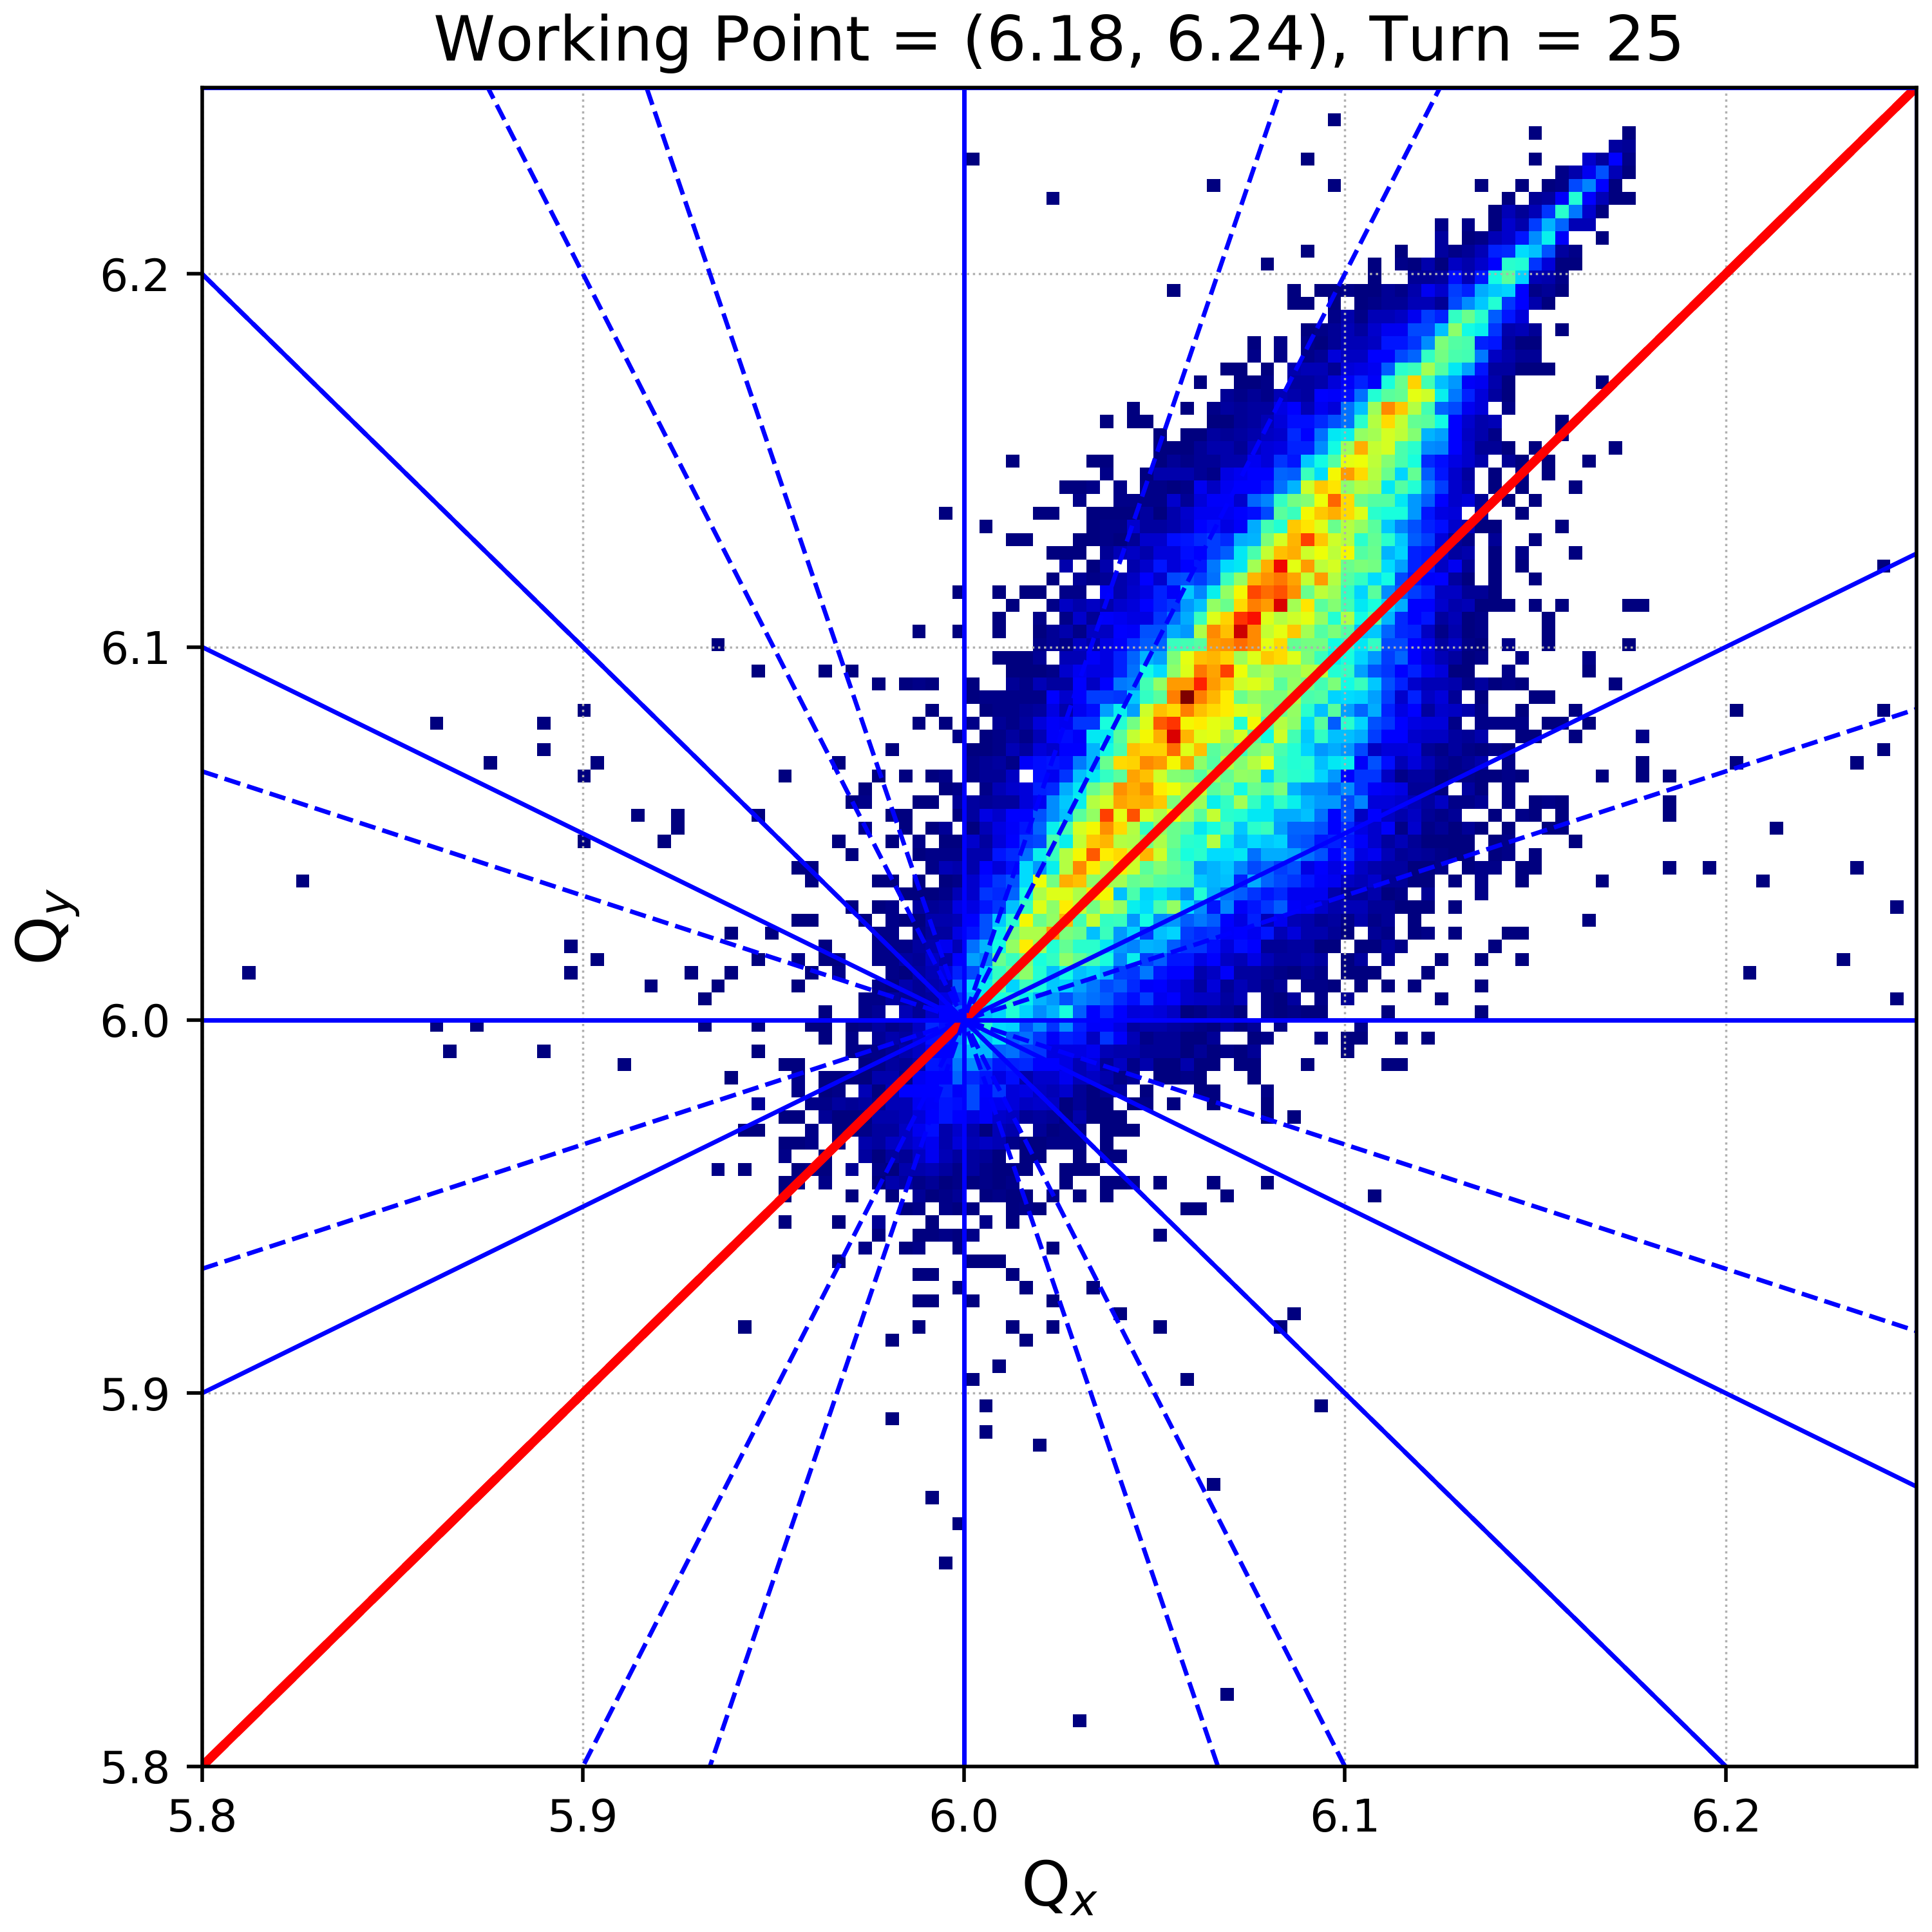 Working Point = (6.18, 6.24), Turn = 25
6.2
6.1
6.0
5.9
5.8
Qy
5.8 5.9 6.0 6.1 6.2
Qx